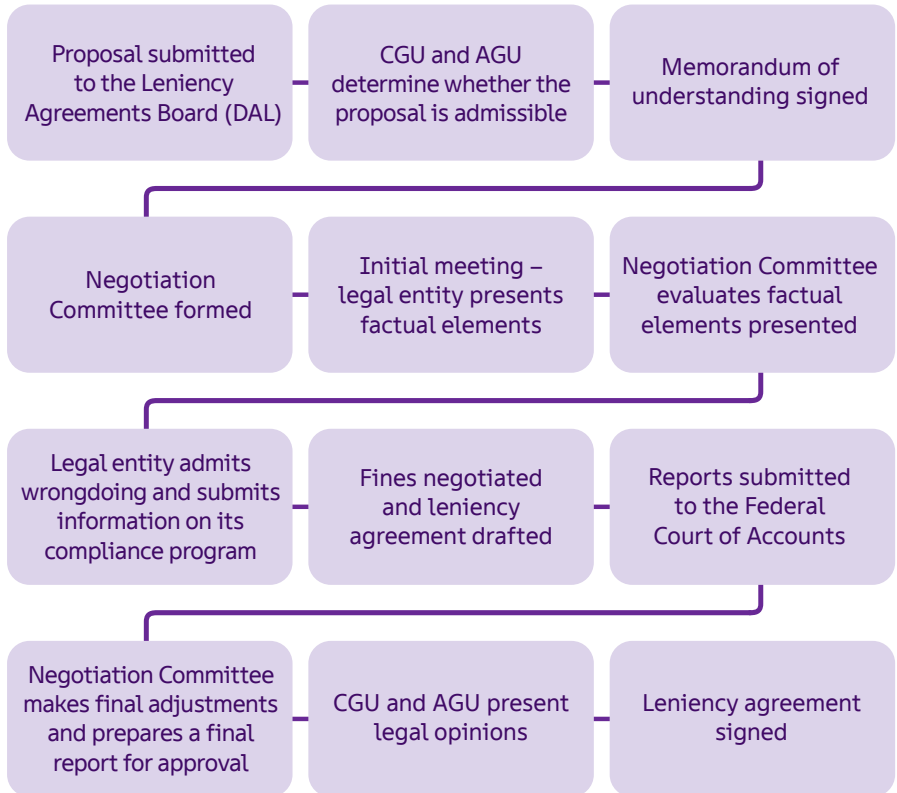 Proposal submitted
to the Leniency
Agreements Board (DAL)
CGU and AGU
determine whether the
proposal is admissible
Memorandum of
understanding signed
Negotiation
Committee formed
Initial meeting –
legal entity presents
factual elements
Negotiation Committee
evaluates factual
elements presented
Legal entity admits
wrongdoing and submits
information on its
compliance program
Fines negotiated
and leniency
agreement drafted
Reports submitted
to the Federal
Court of Accounts
Negotiation Committee
makes final adjustments
and prepares a final
report for approval
CGU and AGU present
legal opinions
Leniency agreement
signed